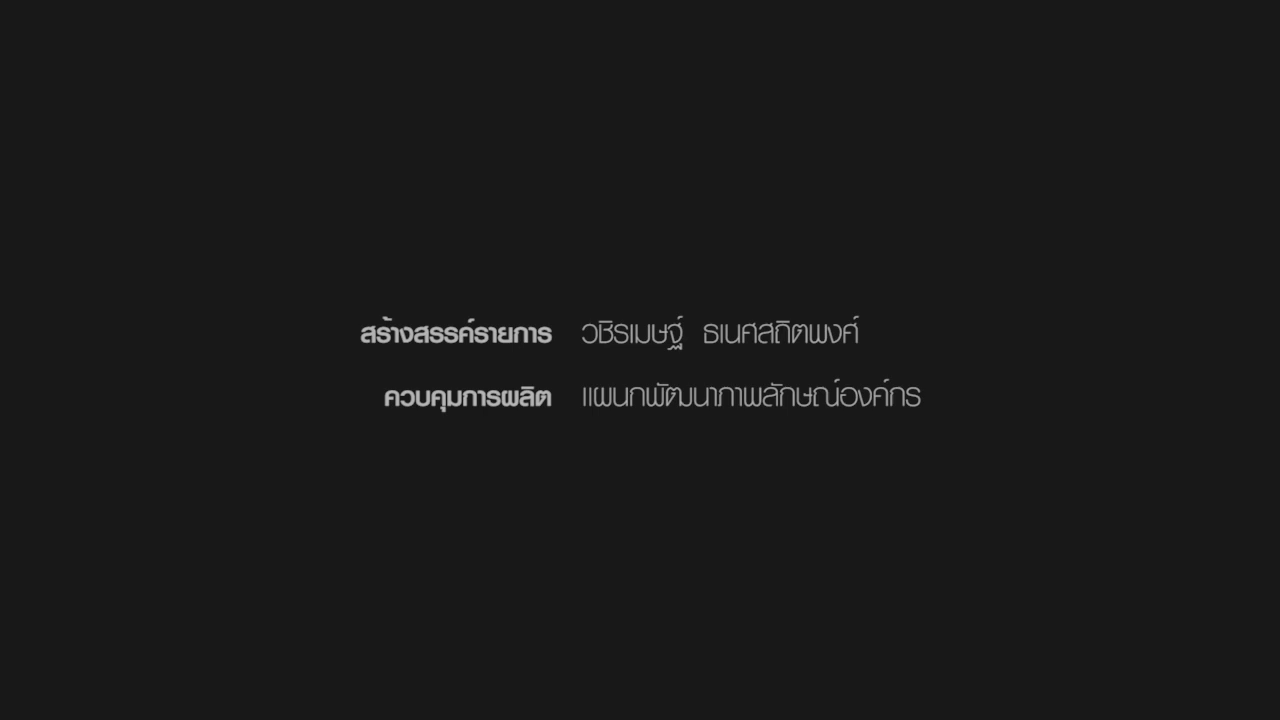 สร้างสรรค์รายการ วชิรเมษฐ์ ธเนศสถิตพงศ์
ควบคุมการผลิต แผนกพัฒนาภาพลักษณ์องค์กร